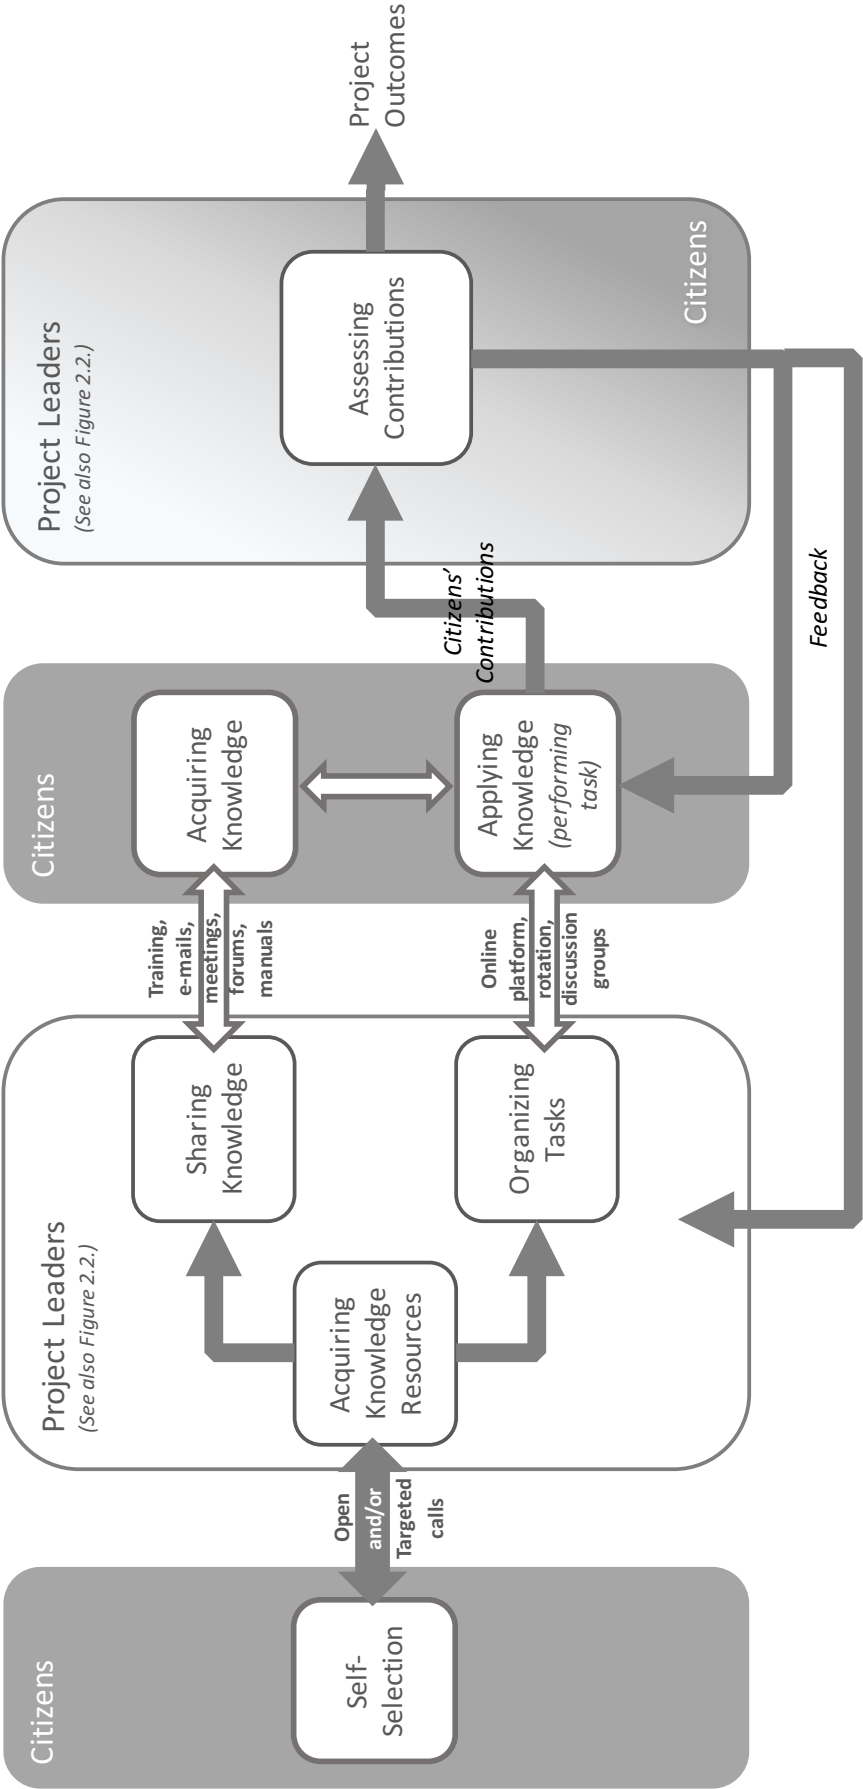 Citizens
Self-
Selection
Open
and/or
Targeted
calls
Project Leaders
(See also Figure 2.2.)
Acquiring
Knowledge
Resources
Sharing
Knowledge
Organizing
Tasks
Training,
e-mails,
meetings,
forums,
manuals
Online
platform,
rotation,
discussion
groups
Citizens
Acquiring
Knowledge
Applying
Knowledge
(performing
task)
Citizens’
Contributions
Project Leaders
(See also Figure 2.2.)
Assessing
Contributions
Citizens
Project
Outcomes
Feedback